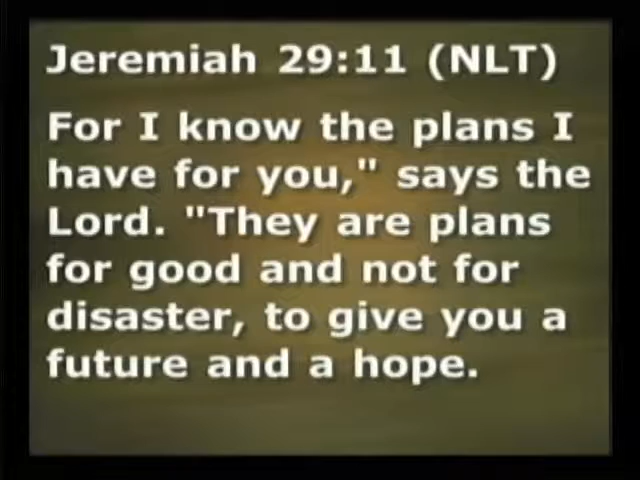 Jeremiah 29:11 (NLT)
For I know the plans I
have for you," says the
Lord. "They are plans
for good and not for
disaster, to give you a
future and a hope.